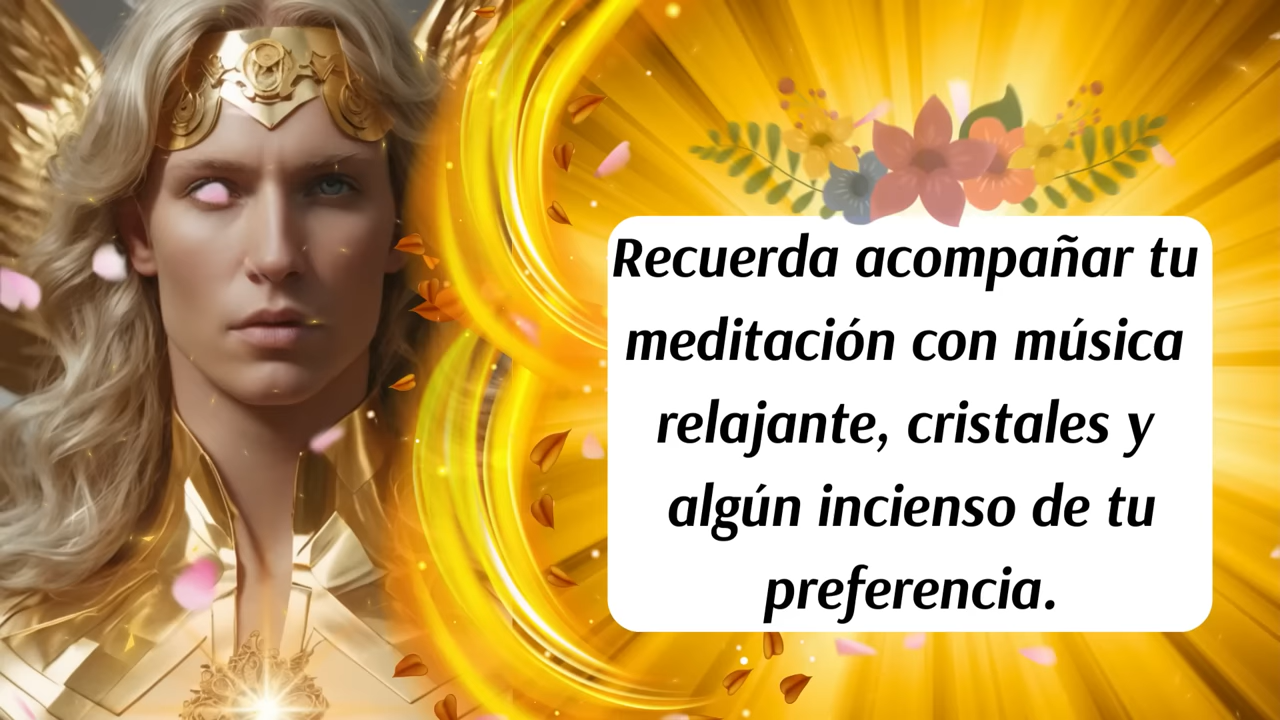 Recuerda acompañar tu
meditación con música
relajante, cristales y
algún incienso de tu
preferencia.